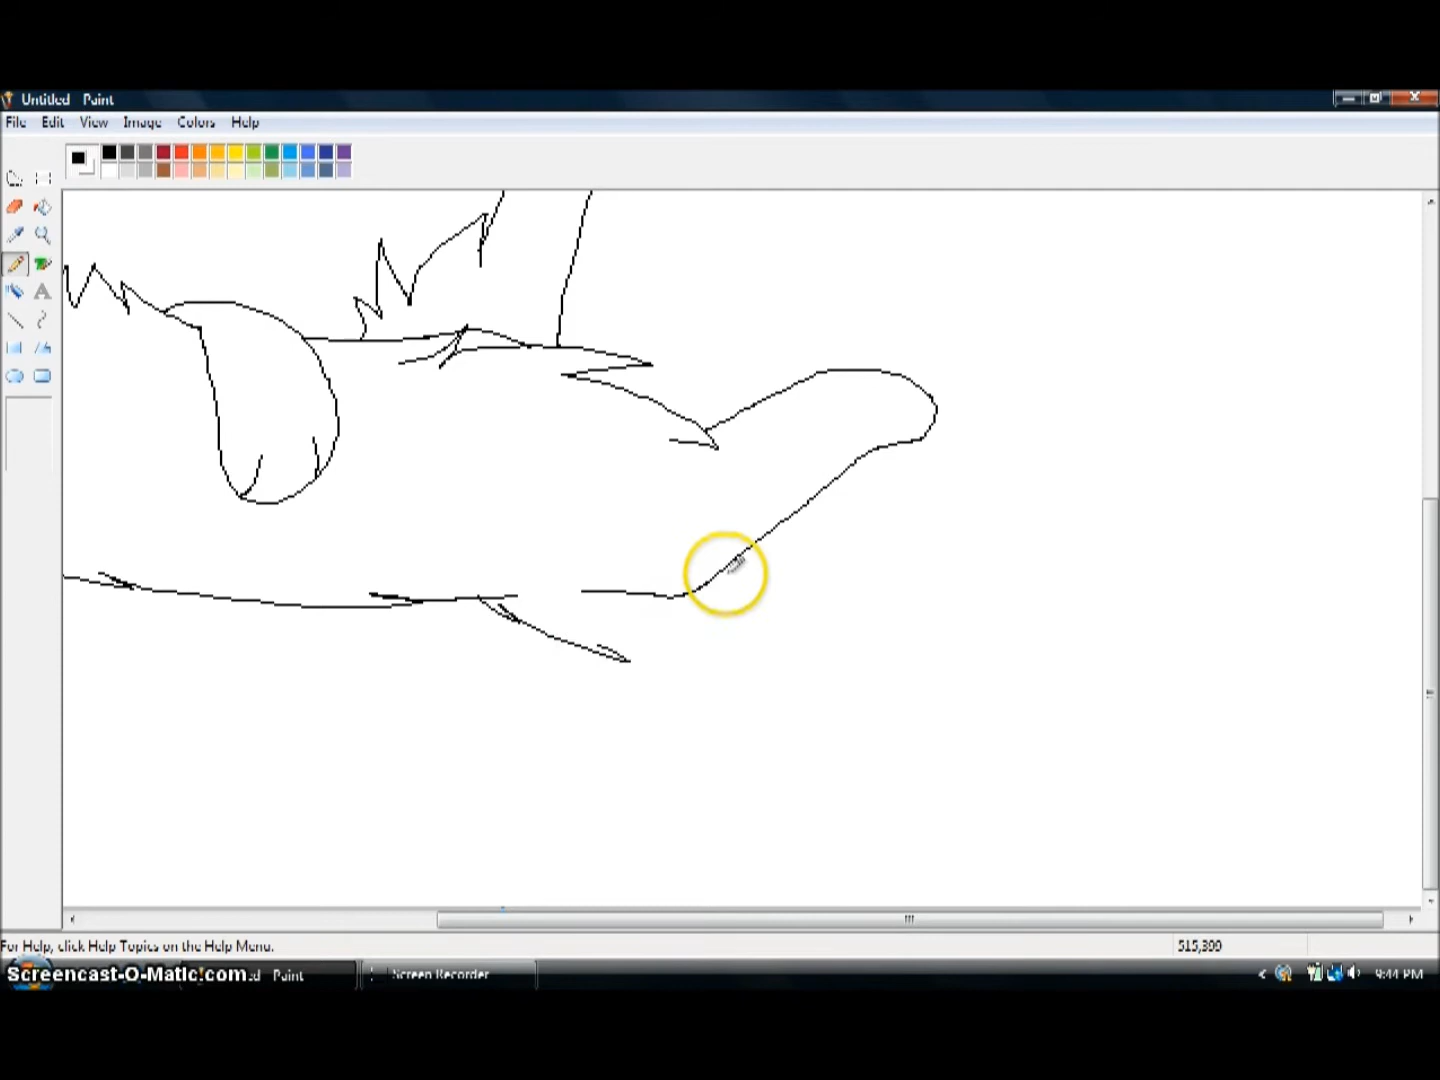 Untitled Paint
File Edit View Image Colors Help
A
For Help, click Help Topics on the Help Menu.
515,399
Screencast-O-Matic.com
Paint
Screen Recorder
9:44 PM